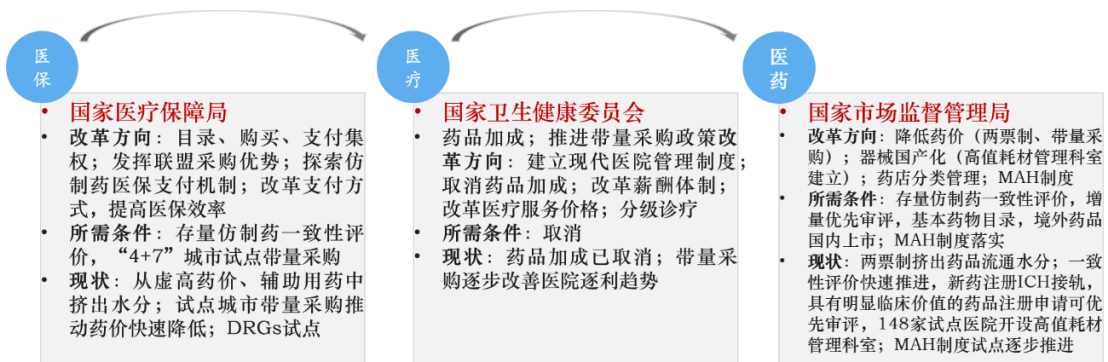 医
保
• 国家医疗保障局
• 改革方向：目录、购买、支付集
权；发挥联盟采购优势；探索仿
制药医保支付机制；改革支付方
式，提高医保效率
• 所需条件：存量仿制药一致性评
价，“4+7”城市试点带量采购
• 现状：从虚高药价、辅助用药中
挤出水分；试点城市带量采购推
动药价快速降低；DRGs试点
医
疗
• 国家卫生健康委员会
• 药品加成；推进带量采购政策改
革方向：建立现代医院管理制度；
取消药品加成；改革薪酬体制；
改革医疗服务价格；分级诊疗
• 所需条件：取消
• 现状：药品加成已取消；带量采
购逐步改善医院逐利趋势
医
药
• 国家市场监督管理局
• 改革方向：降低药价（两票制、带量采
购）；器械国产化（高值耗材管理科室
建立）；药店分类管理；MAH制度
• 所需条件：存量仿制药一致性评价，增
量优先审评，基本药物目录，境外药品
国内上市；MAH制度落实
• 现状：两票制挤出药品流通水分；一致
性评价快速推进，新药注册ICH接轨，
具有明显临床价值的药品注册申请可优
先审评，148家试点医院开设高值耗材
管理科室；MAH制度试点逐步推进